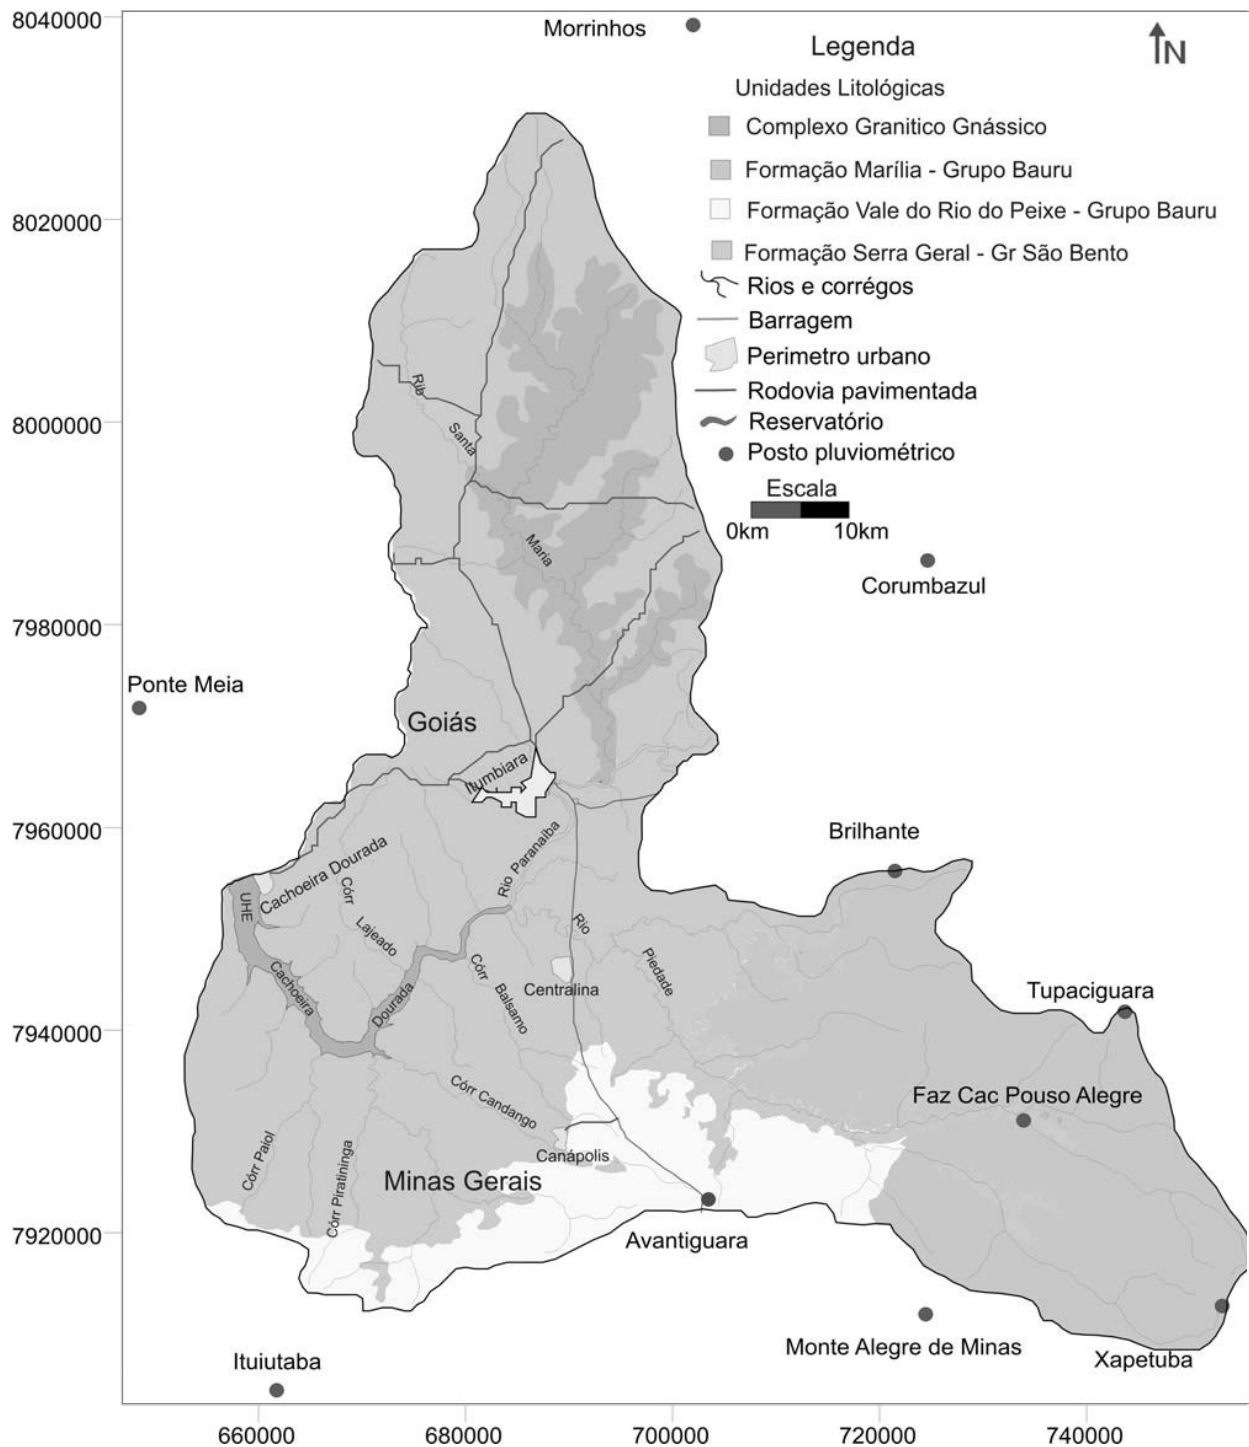 8040000
Morrinhos
Legenda
N
Unidades Litológicas
Complexo Granitico Gnássico
Formação Marília - Grupo Bauru
Formação Vale do Rio do Peixe - Grupo Bauru
8020000
Formação Serra Geral - Gr São Bento
Rios e corrégos
Barragem
Perimetro urbano
Rodovia pavimentada
Reservatório
Posto pluviométrico
Rib
8000000
Santa
Escala
0km 10km
Maria
Corumbazul
7980000
Ponte Meia
Goiás
Itumbiara
7960000
Brilhante
Rio Paranaíba
Cachoeira Dourada
UHE
Córr
Lajeado
Rio
Piedade
Córr
Balsamo
Centralina
Cachoeira
Dourada
Tupaciguara
7940000
Córr Candango
Faz Cac Pouso Alegre
Canápolis
Córr Paiol
Córr Piratininga
Minas Gerais
7920000
Avantiguara
Monte Alegre de Minas
Xapetuba
Ituiutaba
660000 680000 700000 720000 740000